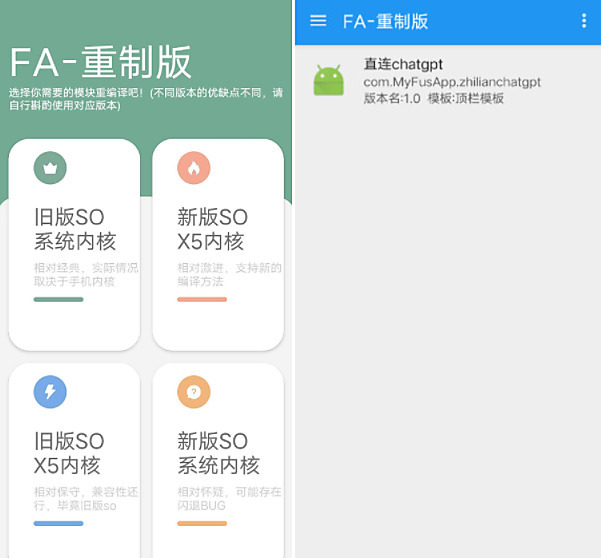 FA-重制版
选择你需要的模块重编译吧！(不同版本的优缺点不同，请
自行斟酌使用对应版本)
旧版SO
系统内核
相对经典，实际情况
取决于手机内核
新版SO
X5内核
相对激进，支持新的
编译方法
旧版SO
X5内核
相对保守，兼容性还
行，毕竟旧版so
新版SO
系统内核
相对怀疑，可能存在
闪退BUG
FA-重制版
直连chatgpt
com.MyFusApp.zhilianchatgpt
版本名:1.0 模板:顶栏模板